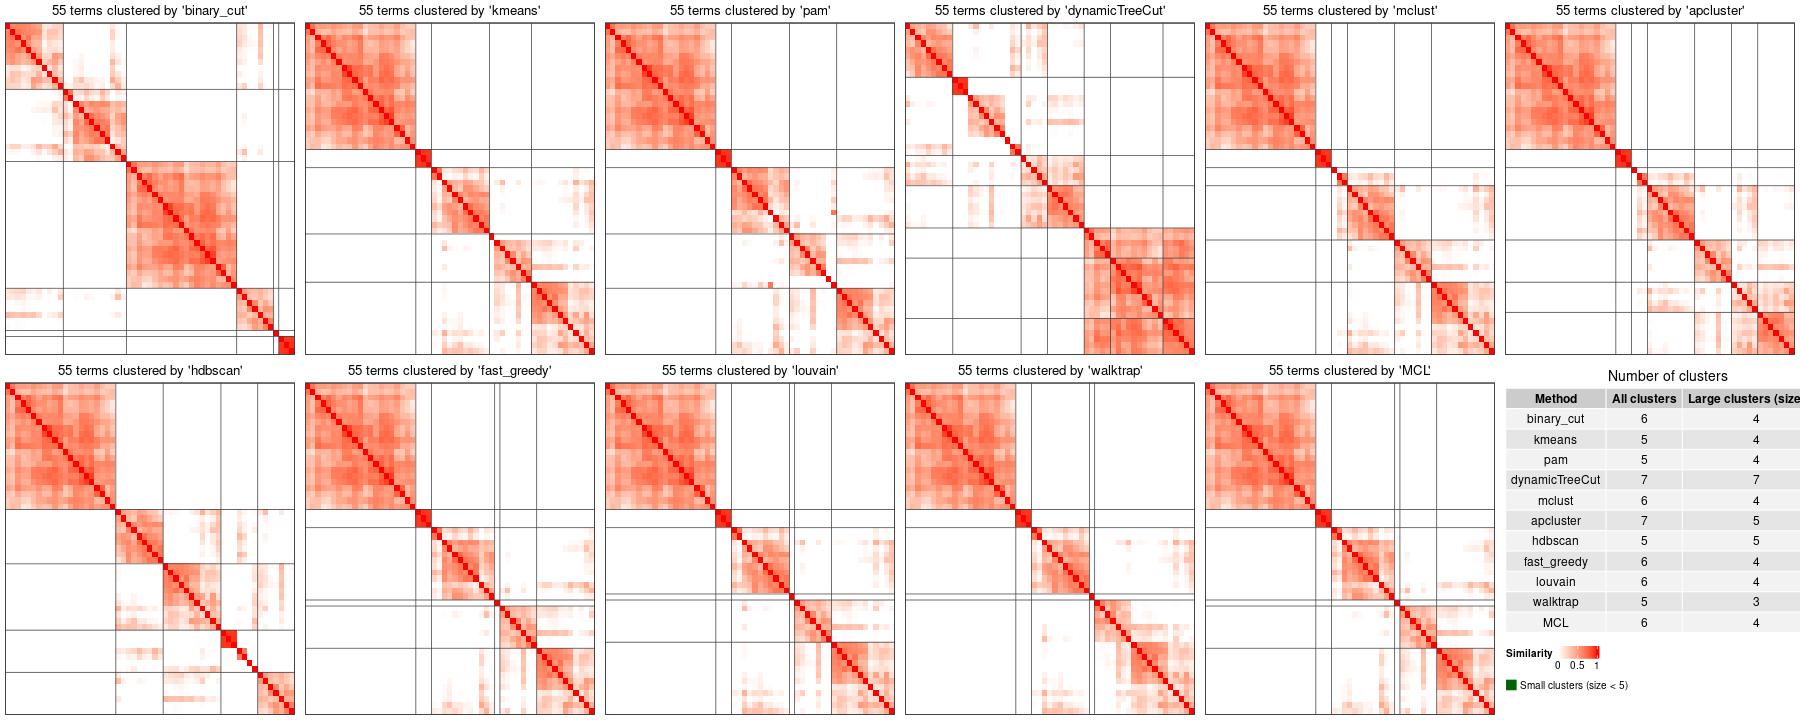 55 terms clustered by 'binary_cut'
55 terms clustered by 'kmeans'
55 terms clustered by 'pam'
55 terms clustered by 'dynamicTreeCut'
55 terms clustered by 'mclust'
55 terms clustered by 'apcluster'
55 terms clustered by 'hdbscan'
55 terms clustered by 'fast_greedy'
55 terms clustered by 'louvain'
55 terms clustered by 'walktrap'
55 terms clustered by 'MCL'
Number of clusters
Method All clusters Large clusters (size
binary_cut 6 4
kmeans 5 4
pam 5 4
dynamicTreeCut 7 7
mclust 6 4
apcluster 7 5
hdbscan 5 5
fast_greedy 6 4
louvain 6 4
walktrap 5 3
MCL 6 4
Similarity
0 0.5 1
Small clusters (size < 5)